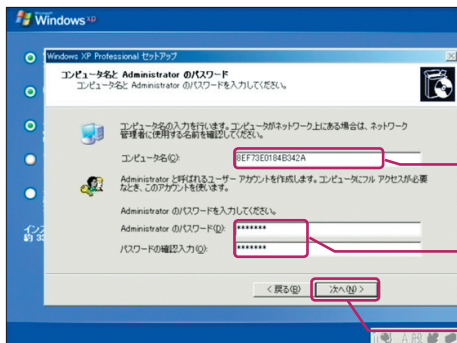 Windows xp
Windows XP Professional セットアップ
コンピュータ名と Administrator のパスワード
コンピュータ名と Administrator のパスワードを入力してください。
コンピュータ名の入力を行います。コンピュータがネットワーク上にある場合は、ネットワーク
管理者に使用する名前を確認してください。
コンピュータ名(C):
8EF73E0184B342A
Administrator と呼ばれるユーザー アカウントを作成します。コンピュータにフル アクセスが必要
なとき、このアカウントを使います。
Administrator のパスワードを入力してください。
Administrator のパスワード(D):
*******
パスワードの確認入力(O):
*******
< 戻る(B)
次へ(N) >